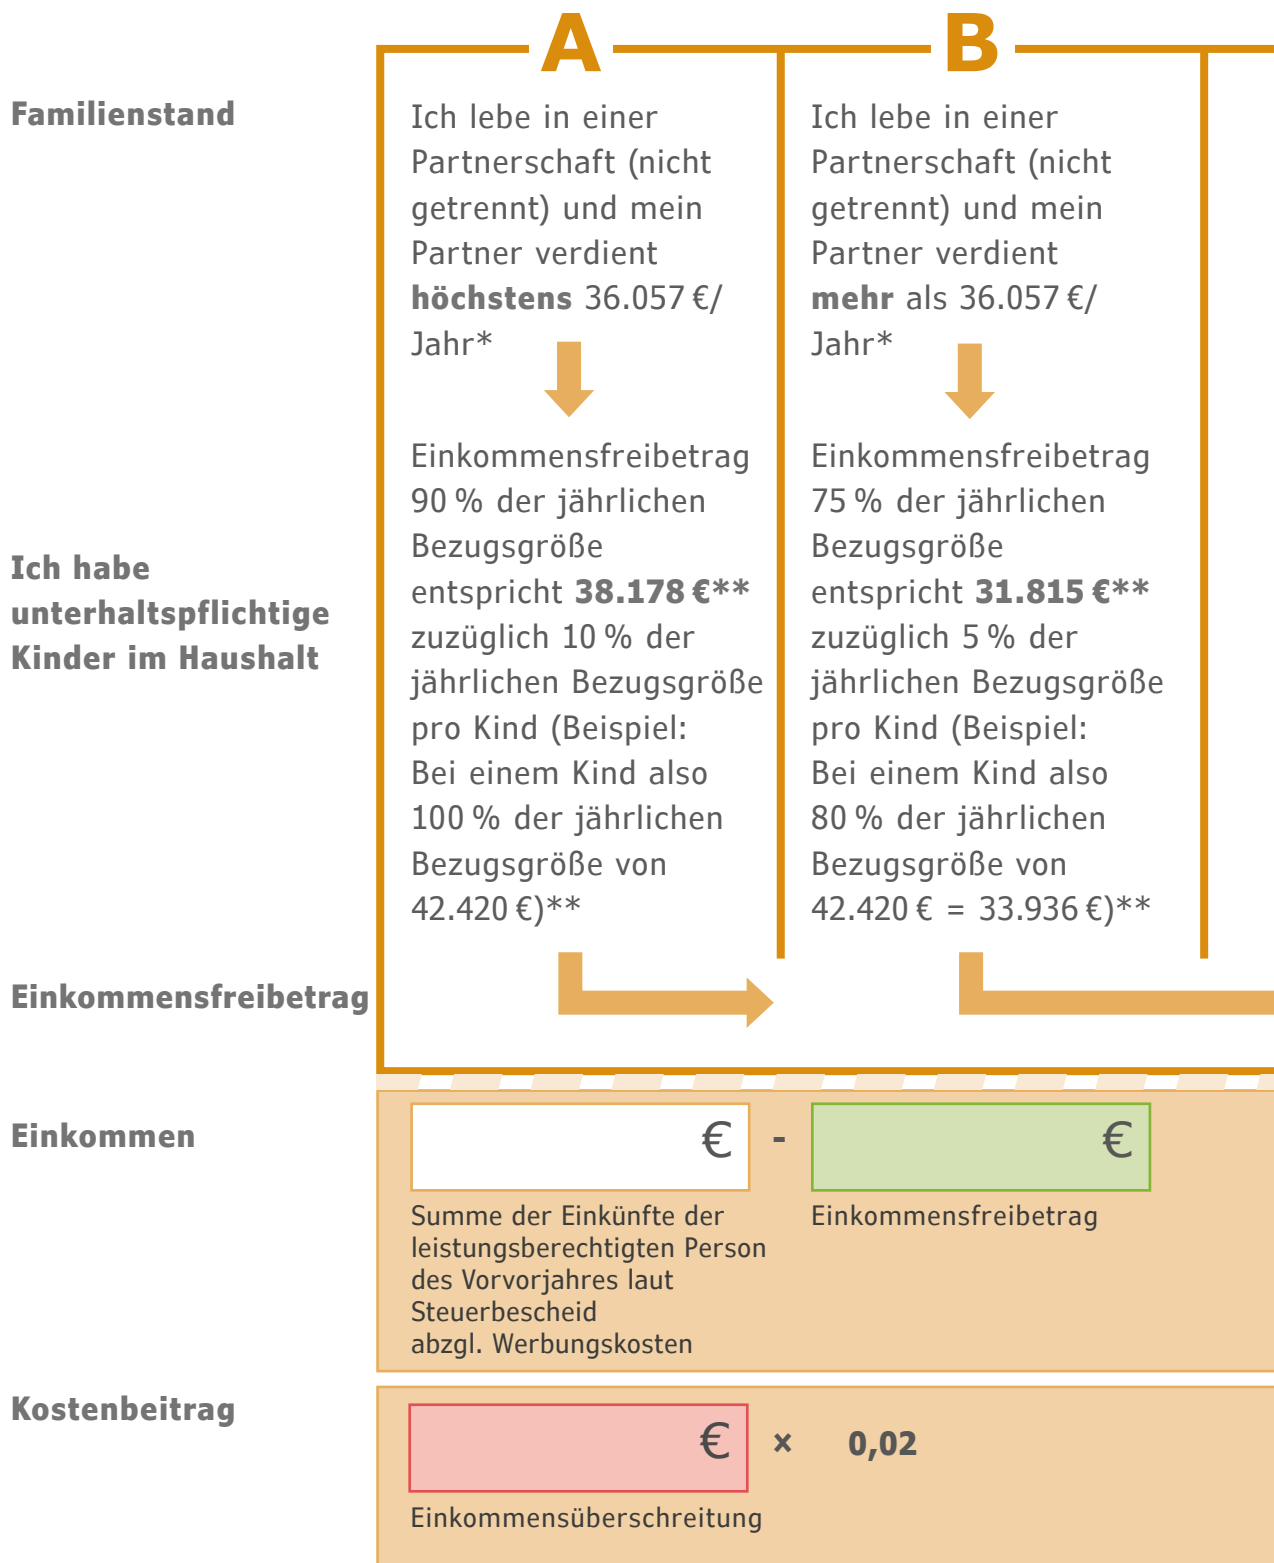 A
B
Familienstand
Ich lebe in einer
Partnerschaft (nicht
getrennt) und mein
Partner verdient
höchstens 36.057 €/
Jahr*
Ich lebe in einer
Partnerschaft (nicht
getrennt) und mein
Partner verdient
mehr als 36.057 €/
Jahr*
Ich habe
unterhaltspflichtige
Kinder im Haushalt
Einkommensfreibetrag
90 % der jährlichen
Bezugsgröße
entspricht 38.178 €**
zuzüglich 10 % der
jährlichen Bezugsgröße
pro Kind (Beispiel:
Bei einem Kind also
100 % der jährlichen
Bezugsgröße von
42.420 €)**
Einkommensfreibetrag
75 % der jährlichen
Bezugsgröße
entspricht 31.815 €**
zuzüglich 5 % der
jährlichen Bezugsgröße
pro Kind (Beispiel:
Bei einem Kind also
80 % der jährlichen
Bezugsgröße von
42.420 € = 33.936 €)**
Einkommensfreibetrag
Einkommen
€ - €
Summe der Einkünfte der
leistungsberechtigten Person
des Vorvorjahres laut
Steuerbescheid
abzgl. Werbungskosten
Einkommensfreibetrag
Kostenbeitrag
€ × 0,02
Einkommensüberschreitung